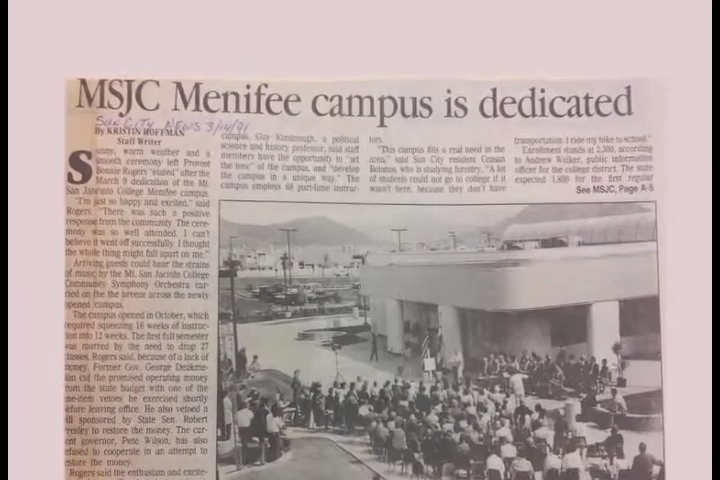 MSJC Menifee campus is dedicated
SUN CITY NEWS 3/14/91
By KRISTIN HOFFMAN
Staff Writer
Sunny, warm weather and a
smooth ceremony left Provost
Bonnie Rogers "elated" after the
March 9 dedication of the Mt.
San Jancinto College Menifee campus.
"I'm just so happy and excited," said
Rogers. "There was such a positive
response from the community. The cere-
mony was so well attended. I can't
believe it went off successfully. I thought
the whole thing might fall apart on me."
Arriving guests could hear the strains
of music by the Mt. San Jacinto College
Community Symphony Orchestra car-
ried on the the breeze across the newly
opened campus.
The campus opened in October, which
required squeezing 16 weeks of instruc-
tion into 12 weeks. The first fall semester
was marred by the need to drop 27
classes, Rogers said, because of a lack of
money. Former Gov. George Deukme-
jian cut the promised operating money
from the state budget with one of the
line-item vetoes he exercised shortly
before leaving office. He also vetoed a
bill sponsored by State Sen. Robert
Presley to restore the money. The cur-
rent governor, Pete Wilson, has also
refused to cooperate in an attempt to
restore the money.
Rogers said the enthusism and excite-
campus. Guy Kimbrough, a political
science and history professor, said staff
members have the opportunity to "set
the tone" of the campus, and "develop
the campus in a unique way." The
campus employs 68 part-time instruc-
tors.
"This campus fills a real need in the
area," said Sun City resident
Bolanos, who is studying forestry. "A lot
of students could not go to college if it
wasn't here, because they don't have
transportation. I ride my bike to school."
Enrollment stands at 2,300, according
to Andrew Walker, public information
officer for the college district. The state
expected 1,800 for the first regular
See MSJC, Page A-5